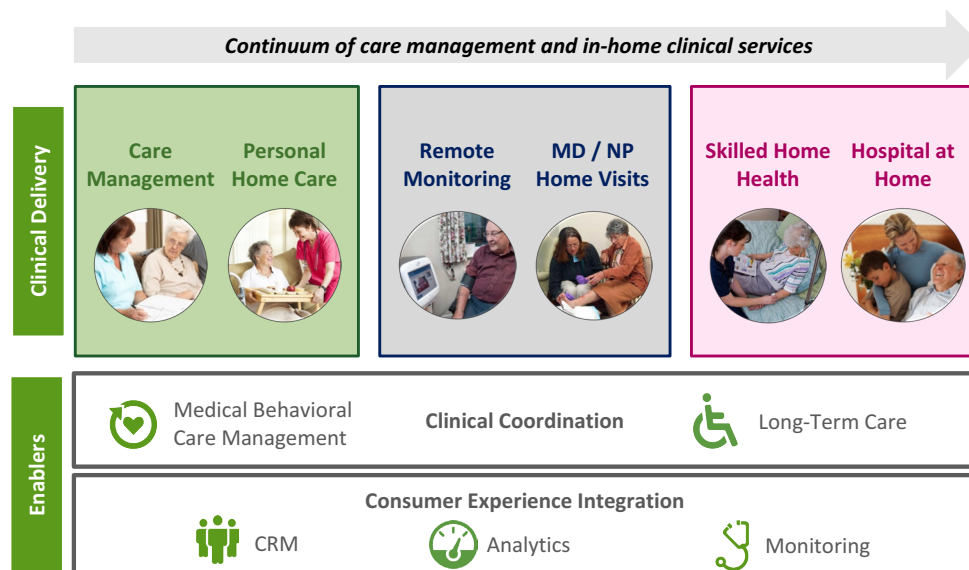 Continuum of care management and in-home clinical services
Clinical Delivery
Care
Management
Personal
Home Care
Remote
Monitoring
MD / NP
Home Visits
Skilled Home
Health
Hospital at
Home
Enablers
Medical Behavioral
Care Management
Clinical Coordination
Long-Term Care
Consumer Experience Integration
CRM
Analytics
Monitoring